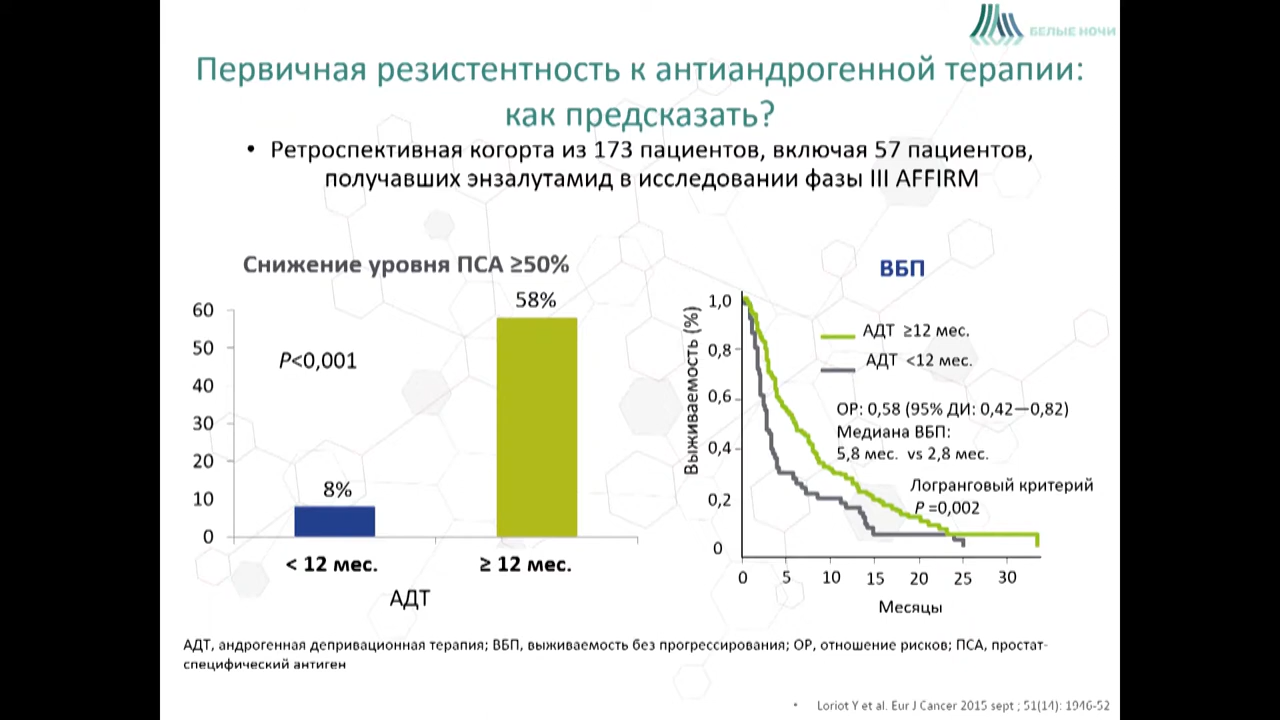 БЕЛЫЕ НОЧИ
Первичная резистентность к антиандрогенной терапии:
как предсказать?
• Ретроспективная когорта из 173 пациентов, включая 57 пациентов,
получавших энзалутамид в исследовании фазы III AFFIRM
Снижение уровня ПСА ≥50%
60
50
40
30
20
10
0
P<0,001
8%
58%
< 12 мес.
≥ 12 мес.
АДТ
ВБП
Выживаемость (%)
1,0
0,8
0,6
0,4
0,2
0
АДТ ≥12 мес.
АДТ <12 мес.
ОР: 0,58 (95% ДИ: 0,42—0,82)
Медиана ВБП:
5,8 мес. vs 2,8 мес.
Логранговый критерий
P =0,002
0 5 10 15 20 25 30
Месяцы
АДТ, андрогенная депривационная терапия; ВБП, выживаемость без прогрессирования; ОР, отношение рисков; ПСА, простат-
специфический антиген
• Loriot Y et al. Eur J Cancer 2015 sept ; 51(14): 1946-52